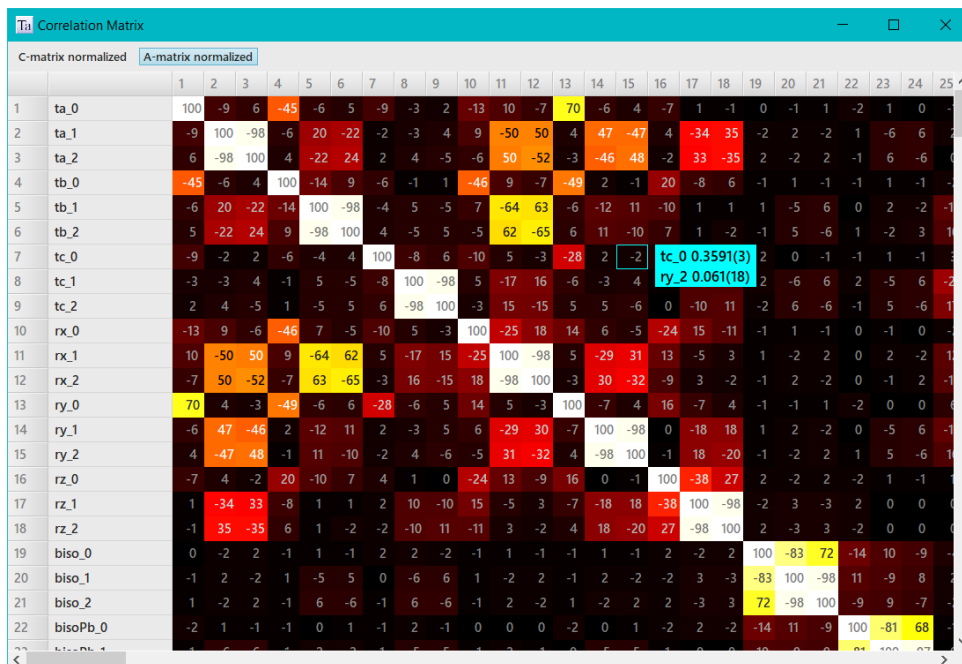 Ta Correlation Matrix
C-matrix normalized A-matrix normalized
1 2 3 4 5 6 7 8 9 10 11 12 13 14 15 16 17 18 19 20 21 22 23 24 25
1 ta_0 100 -9 6 -45 -6 5 -9 -3 2 -13 10 -7 70 -6 4 -7 1 -1 0 -1 1 -2 1 0
2 ta_1 -9 100 -98 -6 20 -22 -2 -3 4 9 -50 50 4 47 -47 4 -34 35 -2 2 -2 1 -6 6
3 ta_2 6 -98 100 4 -22 24 2 4 -5 -6 50 -52 -3 -46 48 -2 33 -35 2 -2 2 -1 6 -6
4 tb_0 -45 -6 4 100 -14 9 -6 -1 1 -46 9 -7 -49 2 -1 20 -8 6 -1 1 -1 -1 1 -1
5 tb_1 -6 20 -22 -14 100 -98 -4 5 -5 7 -64 63 -6 -12 11 -10 1 1 1 -5 6 0 2 -2
6 tb_2 5 -22 24 9 -98 100 4 -5 5 -5 62 -65 6 11 -10 7 1 -2 -1 5 -6 1 -2 3
7 tc_0 -9 -2 2 -6 -4 4 100 -8 6 -10 5 -3 -28 2 -2 tc_0 0.3591(3) 2 0 -1 -1 1 -1
8 tc_1 -3 -3 4 -1 5 -5 -8 100 -98 5 -17 16 -6 -3 4 ry_2 0.061(18) 2 -6 6 2 -5 6
9 tc_2 2 4 -5 1 -5 5 6 -98 100 -3 15 -15 5 5 -6 0 -10 11 -2 6 -6 -1 5 -6
10 rx_0 -13 9 -6 -46 7 -5 -10 5 -3 100 -25 18 14 6 -5 -24 15 -11 -1 1 -1 0 -1 0
11 rx_1 10 -50 50 9 -64 62 5 -17 15 -25 100 -98 5 -29 31 13 -5 3 1 -2 2 0 2 -2
12 rx_2 -7 50 -52 -7 63 -65 -3 16 -15 18 -98 100 -3 30 -32 -9 3 -2 -1 2 -2 0 -1 2
13 ry_0 70 4 -3 -49 -6 6 -28 -6 5 14 5 -3 100 -7 4 16 -7 4 -1 -1 1 -2 0 0
14 ry_1 -6 47 -46 2 -12 11 2 -3 5 6 -29 30 -7 100 -98 0 -18 18 1 2 -2 0 -5 6
15 ry_2 4 -47 48 -1 11 -10 -2 4 -6 -5 31 -32 4 -98 100 -1 18 -20 -1 -2 2 1 5 -6
16 rz_0 -7 4 -2 20 -10 7 4 1 0 -24 13 -9 16 0 -1 100 -38 27 2 -2 2 -2 1 -1
17 rz_1 1 -34 33 -8 1 1 2 10 -10 15 -5 3 -7 -18 18 -38 100 -98 -2 3 -3 2 0 0
18 rz_2 -1 35 -35 6 1 -2 -2 -10 11 -11 3 -2 4 18 -20 27 -98 100 2 -3 3 -2 0 0
19 biso_0 0 -2 2 -1 1 -1 2 2 -2 -1 1 -1 -1 1 -1 2 -2 2 100 -83 72 -14 10 -9
20 biso_1 -1 2 -2 1 -5 5 0 -6 6 1 -2 2 -1 2 -2 -2 3 -3 -83 100 -98 11 -9 8
21 biso_2 1 -2 2 -1 6 -6 -1 6 -6 -1 2 -2 1 -2 2 2 -3 3 72 -98 100 -9 9 -7
22 bisoPb_0 -2 1 -1 -1 0 1 -1 2 -1 0 0 0 -2 0 1 -2 2 -2 -14 11 -9 100 -81 68